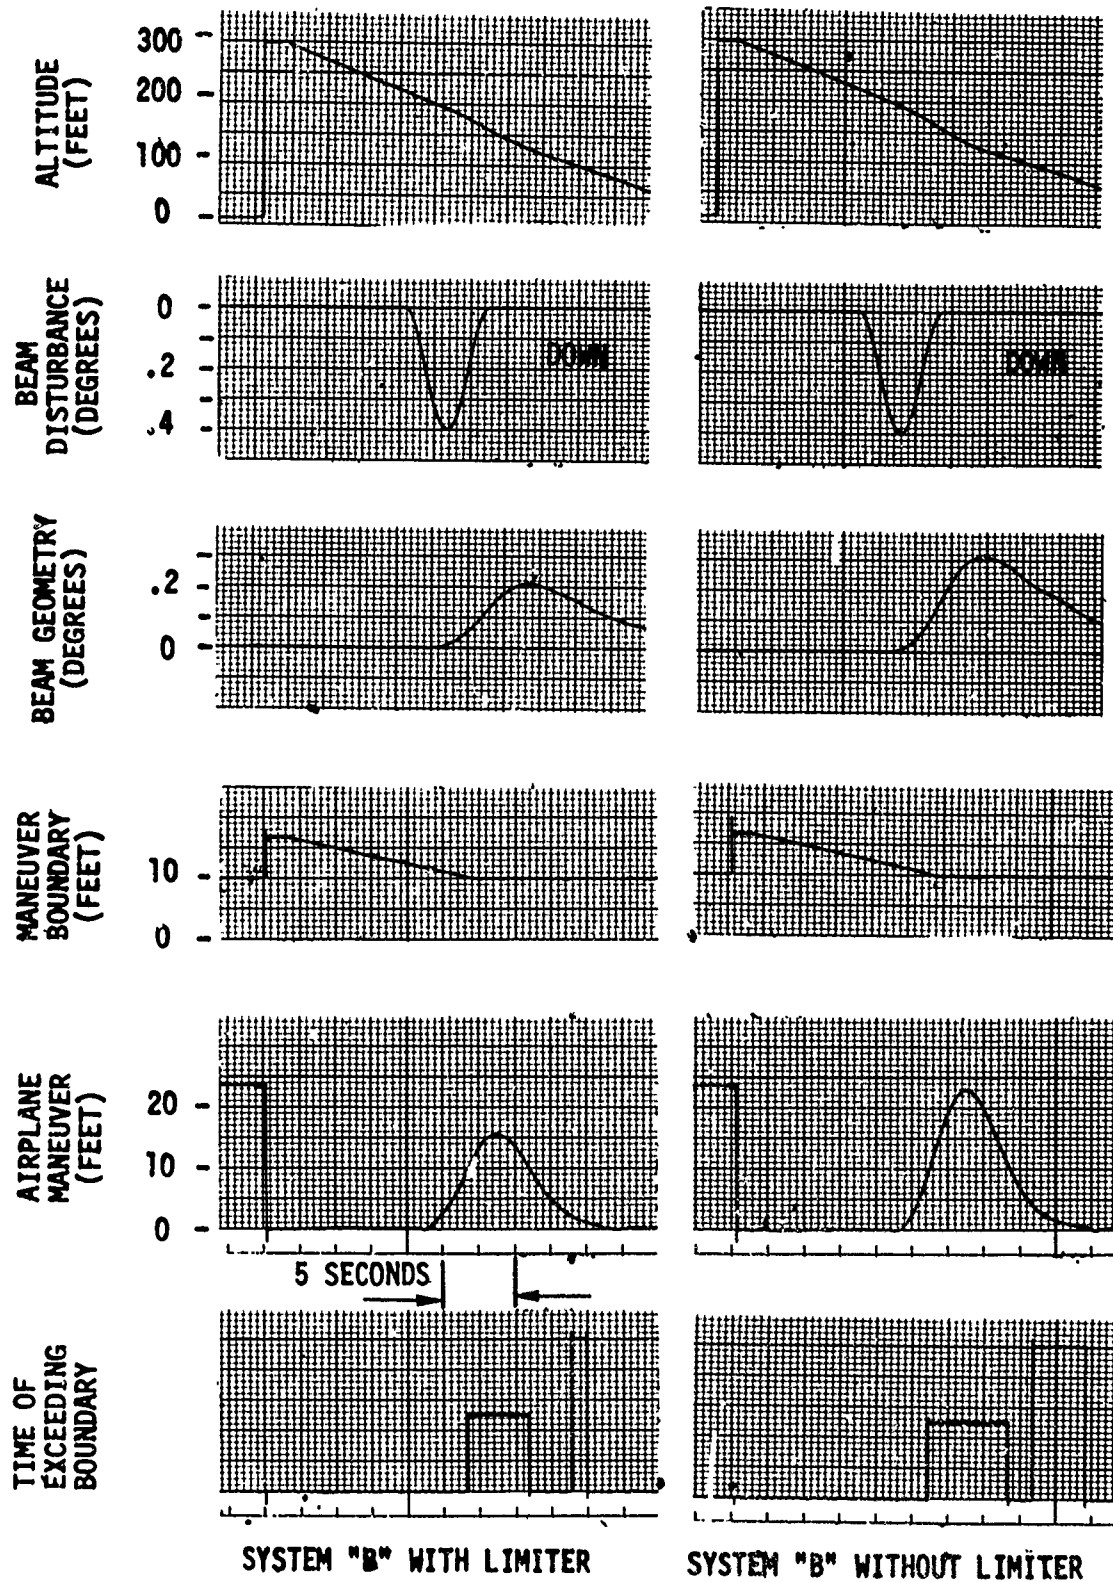 ALTITUDE
(FEET)
300
200
100
0
BEAM
DISTURBANCE
(DEGREES)
0
.2
.4
DOWN
DOWN
BEAM GEOMETRY
(DEGREES)
.2
0
MANEUVER
BOUNDARY
(FEET)
10
0
AIRPLANE
MANEUVER
(FEET)
20
10
0
5 SECONDS
TIME OF
EXCEEDING
BOUNDARY
SYSTEM "B" WITH LIMITER
SYSTEM "B" WITHOUT LIMITER